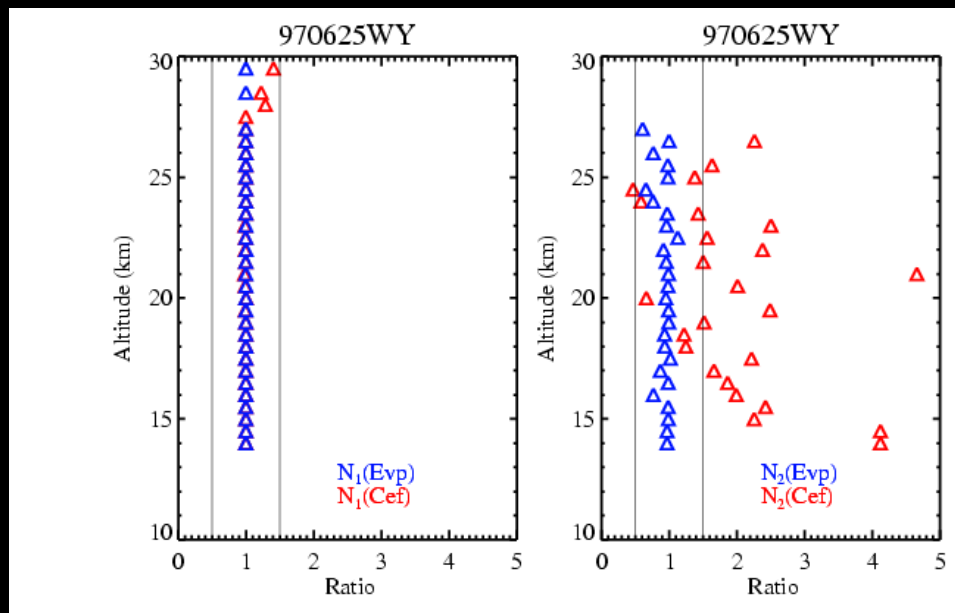 970625WY
30
25
20
15
10
Altitude (km)
N₁(Evp)
N₁(Cef)
0 1 2 3 4 5
Ratio
970625WY
30
25
20
15
10
Altitude (km)
N₂(Evp)
N₂(Cef)
0 1 2 3 4 5
Ratio